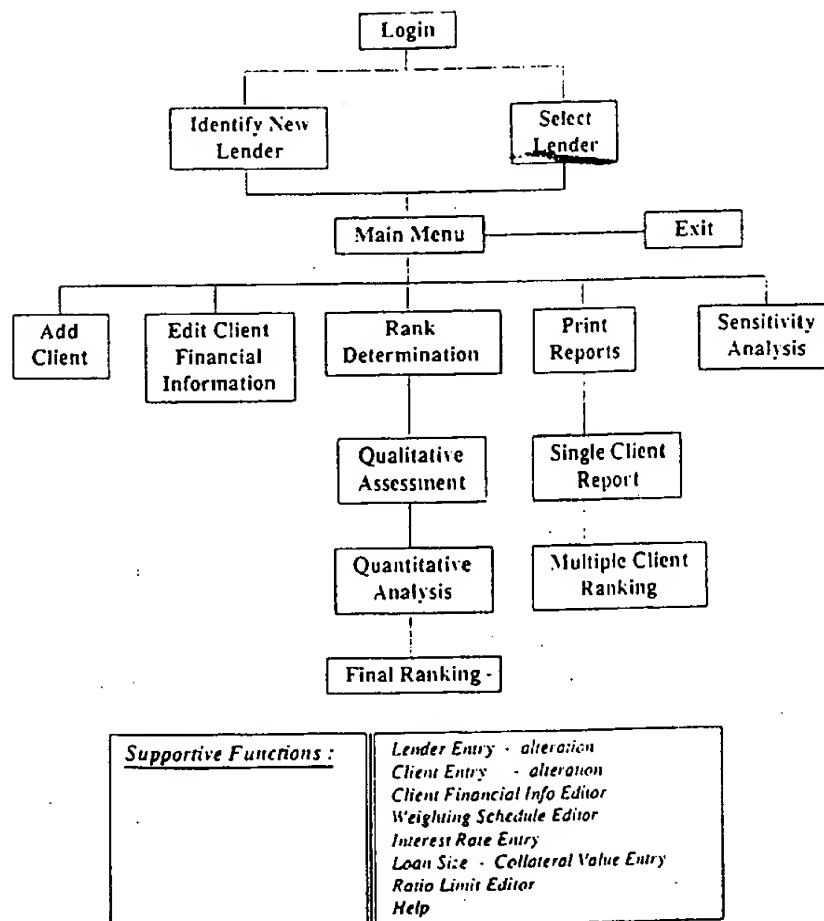 Login
Identify New
Lender
Select
Lender
Main Menu
Exit
Add
Client
Edit Client
Financial
Information
Rank
Determination
Print
Reports
Sensitivity
Analysis
Qualitative
Assessment
Single Client
Report
Quantitative
Analysis
Multiple Client
Ranking
Final Ranking -
Supportive Functions :
Lender Entry - alteration
Client Entry - alteration
Client Financial Info Editor
Weighting Schedule Editor
Interest Rate Entry
Loan Size - Collateral Value Entry
Ratio Limit Editor
Help